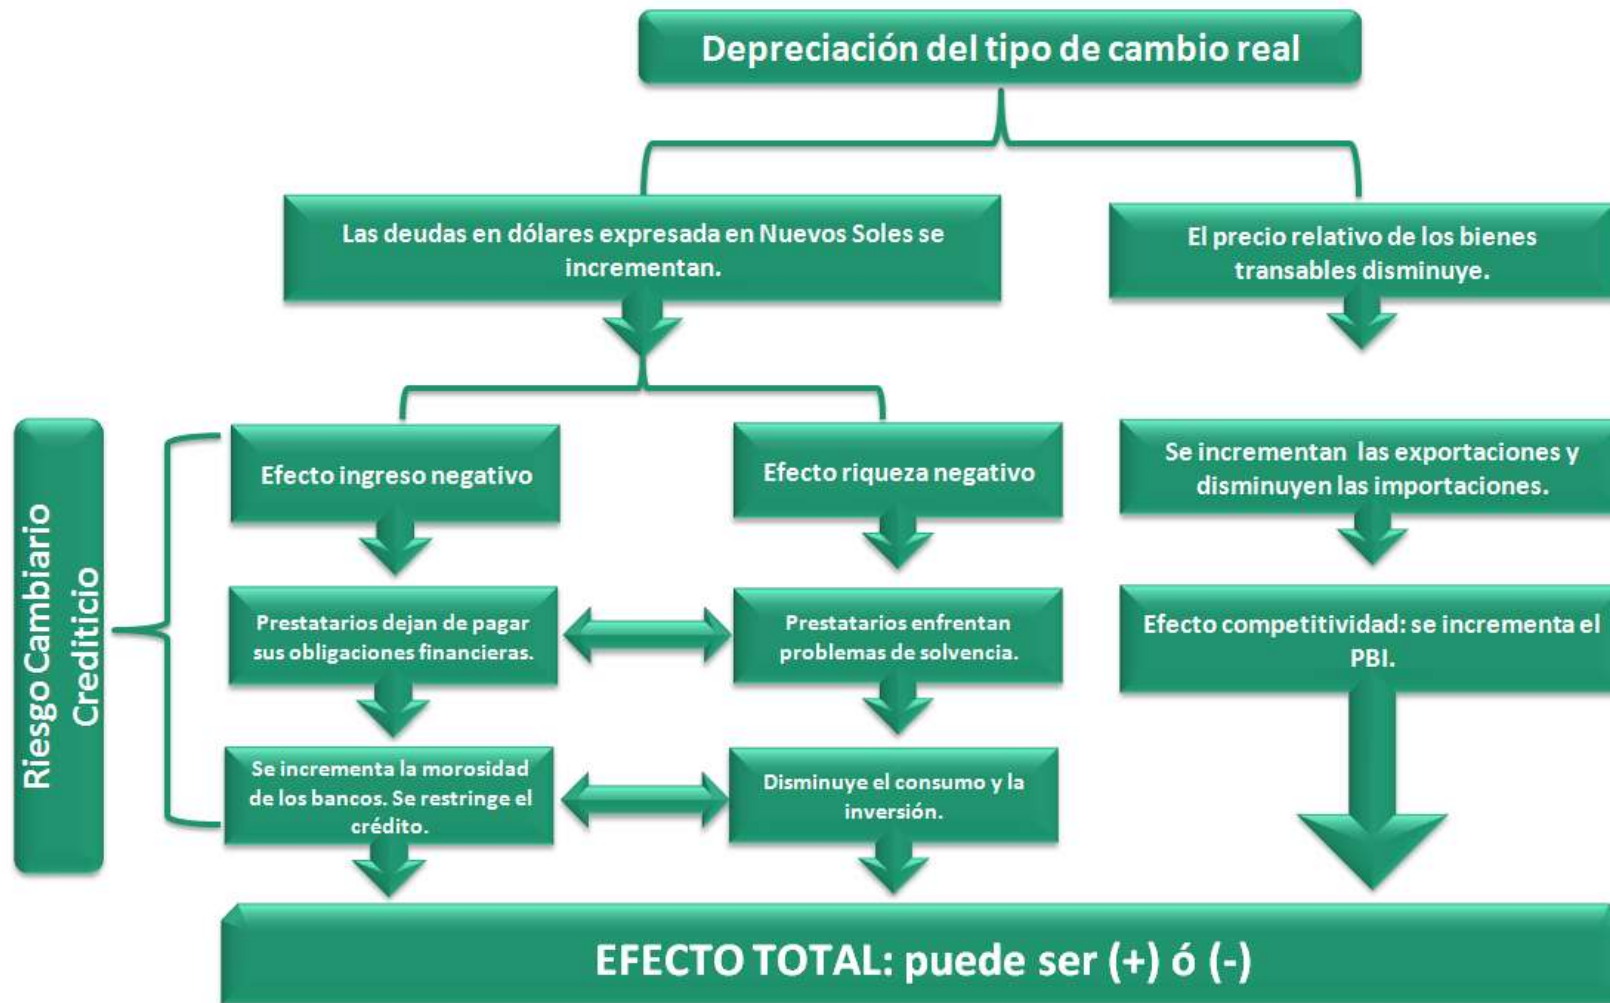 Depreciación del tipo de cambio real
Las deudas en dólares expresada en Nuevos Soles se
incrementan.
El precio relativo de los bienes
transables disminuye.
Riesgo Cambiario
Crediticio
Efecto ingreso negativo
Efecto riqueza negativo
Se incrementan las exportaciones y
disminuyen las importaciones.
Prestatarios dejan de pagar
sus obligaciones financieras.
Prestatarios enfrentan
problemas de solvencia.
Efecto competitividad: se incrementa el
PBI.
Se incrementa la morosidad
de los bancos. Se restringe el
crédito.
Disminuye el consumo y la
inversión.
EFECTO TOTAL: puede ser (+) ó (-)